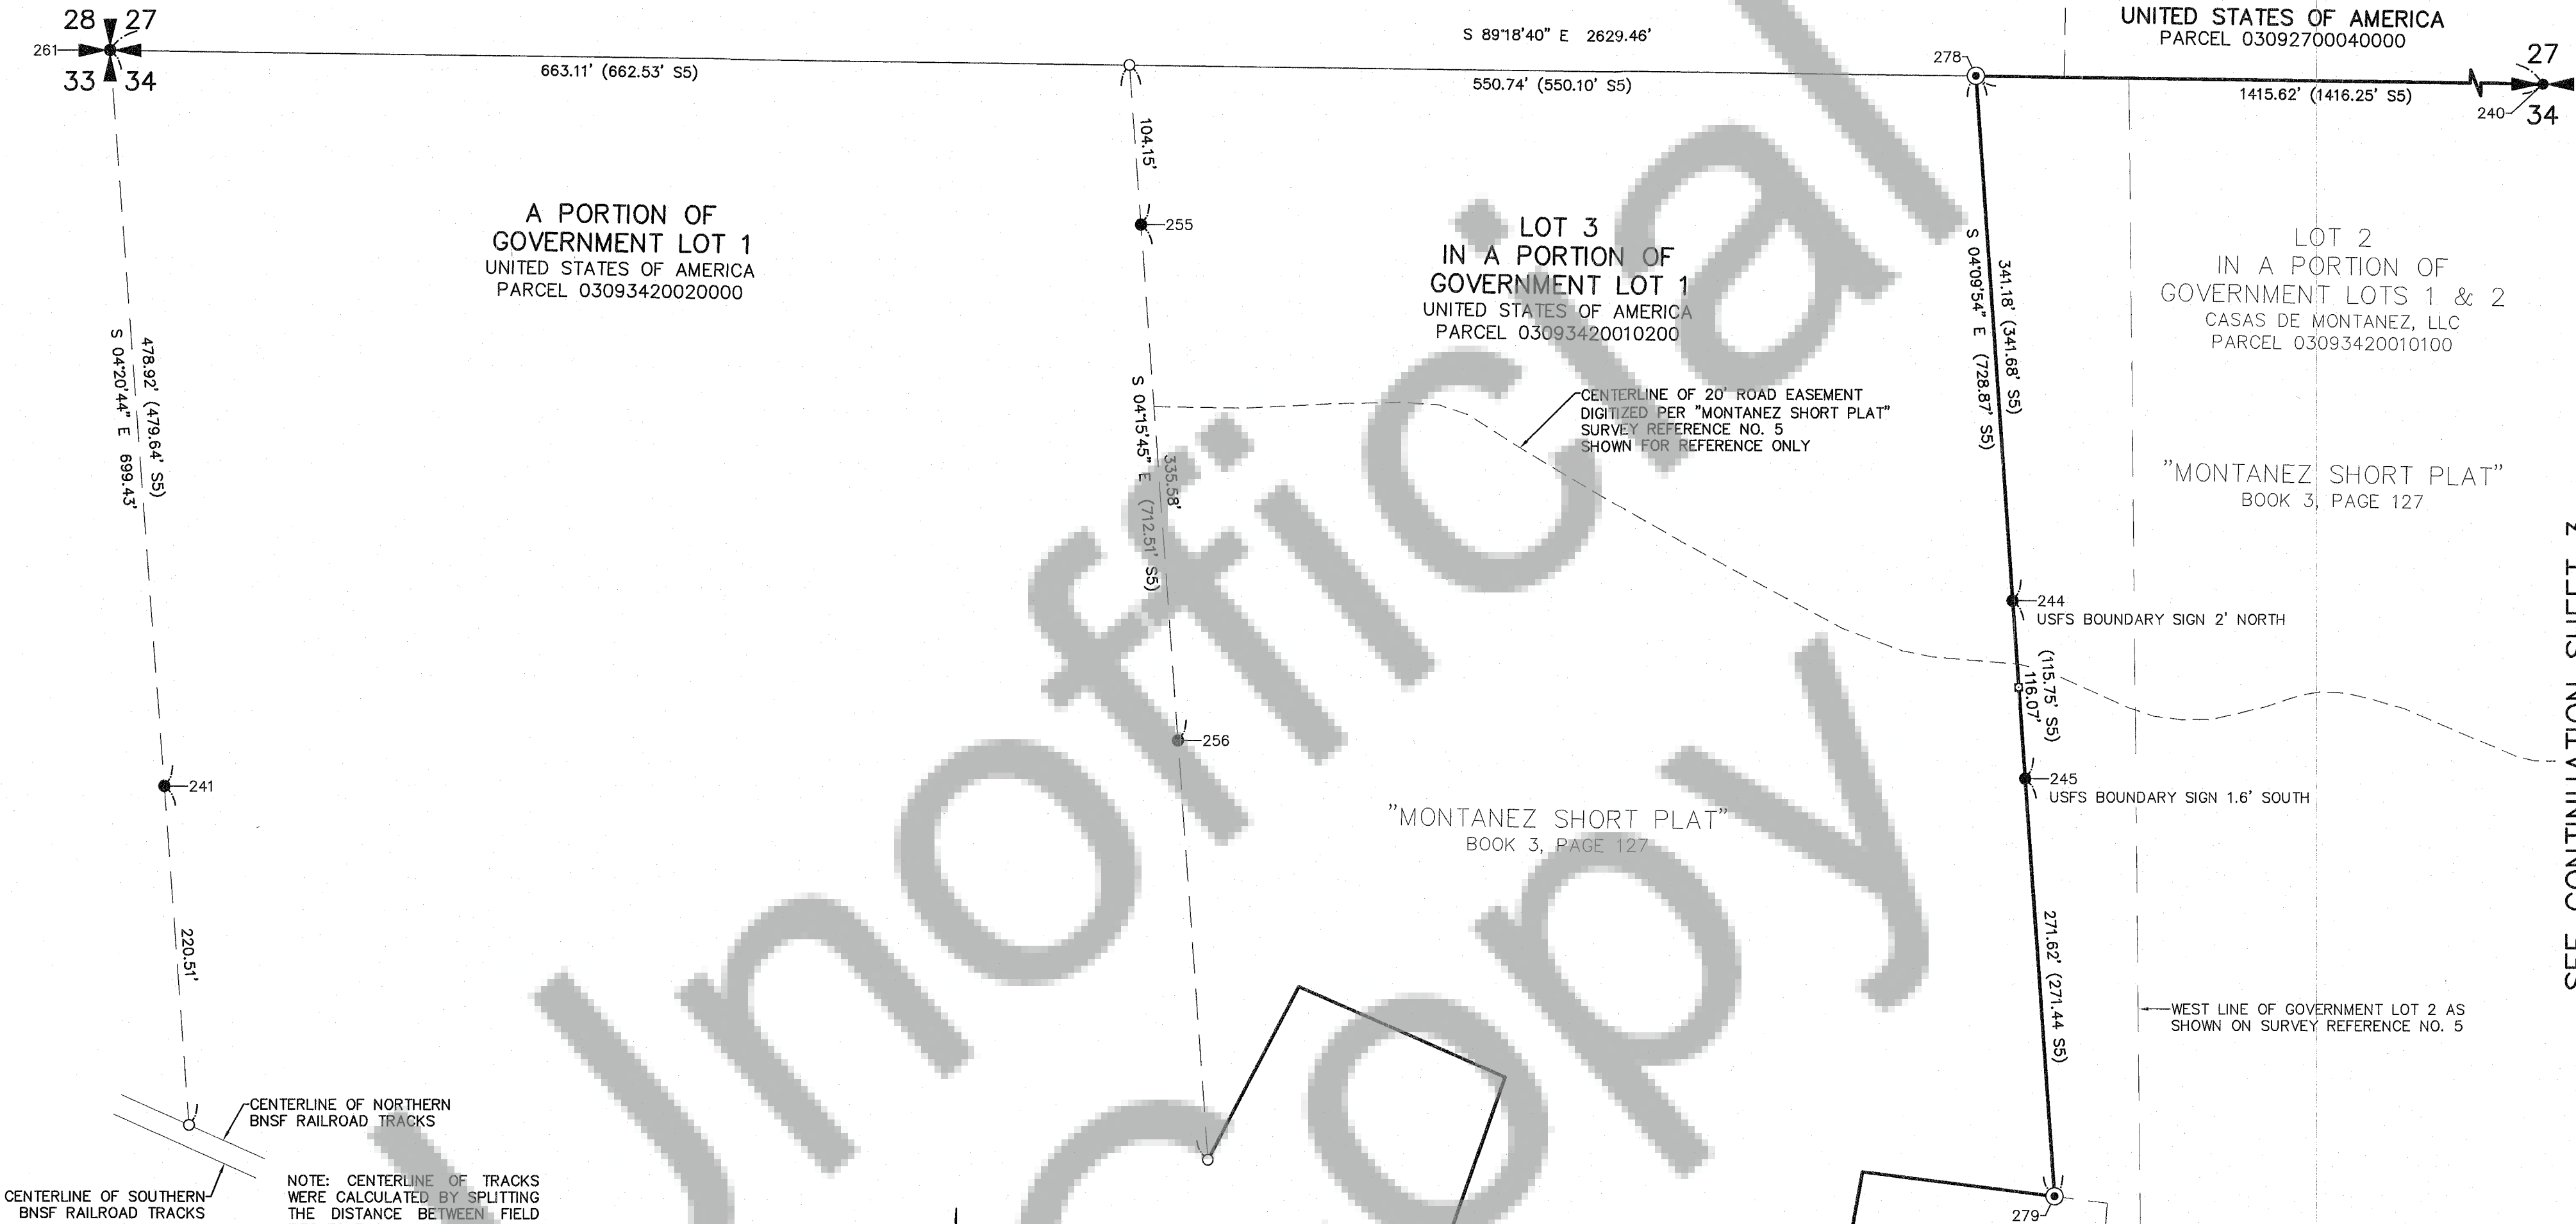 28 27
261
33 34
S 89°18'40" E 2629.46'
663.11' (662.53' S5)
550.74' (550.10' S5)
278
UNITED STATES OF AMERICA
PARCEL 03092700040000
27
1415.62' (1416.25' S5)
240
34
104.15'
255
A PORTION OF
GOVERNMENT LOT 1
UNITED STATES OF AMERICA
PARCEL 03093420020000
LOT 3
IN A PORTION OF
GOVERNMENT LOT 1
UNITED STATES OF AMERICA
PARCEL 03093420010200
S 04°09'54" E (728.87' S5)
341.18' (341.68' S5)
LOT 2
IN A PORTION OF
GOVERNMENT LOTS 1 & 2
CASAS DE MONTANEZ, LLC
PARCEL 03093420010100
S 04°20'44" E 699.43'
478.92' (479.64' S5)
S 04°15'45" E (712.51' S5)
335.58'
CENTERLINE OF 20' ROAD EASEMENT
DIGITIZED PER "MONTANEZ SHORT PLAT"
SURVEY REFERENCE NO. 5
SHOWN FOR REFERENCE ONLY
"MONTANEZ SHORT PLAT"
BOOK 3, PAGE 127
244
USFS BOUNDARY SIGN 2' NORTH
(115.75' S5)
116.07'
256
241
245
USFS BOUNDARY SIGN 1.6' SOUTH
"MONTANEZ SHORT PLAT"
BOOK 3, PAGE 127
220.51'
271.62' (271.44 S5)
WEST LINE OF GOVERNMENT LOT 2 AS
SHOWN ON SURVEY REFERENCE NO. 5
SEE CONTINUATION SHEET 2
CENTERLINE OF NORTHERN
BNSF RAILROAD TRACKS
CENTERLINE OF SOUTHERN
BNSF RAILROAD TRACKS
NOTE: CENTERLINE OF TRACKS
WERE CALCULATED BY SPLITTING
THE DISTANCE BETWEEN FIELD
279
Unofficial
Copy